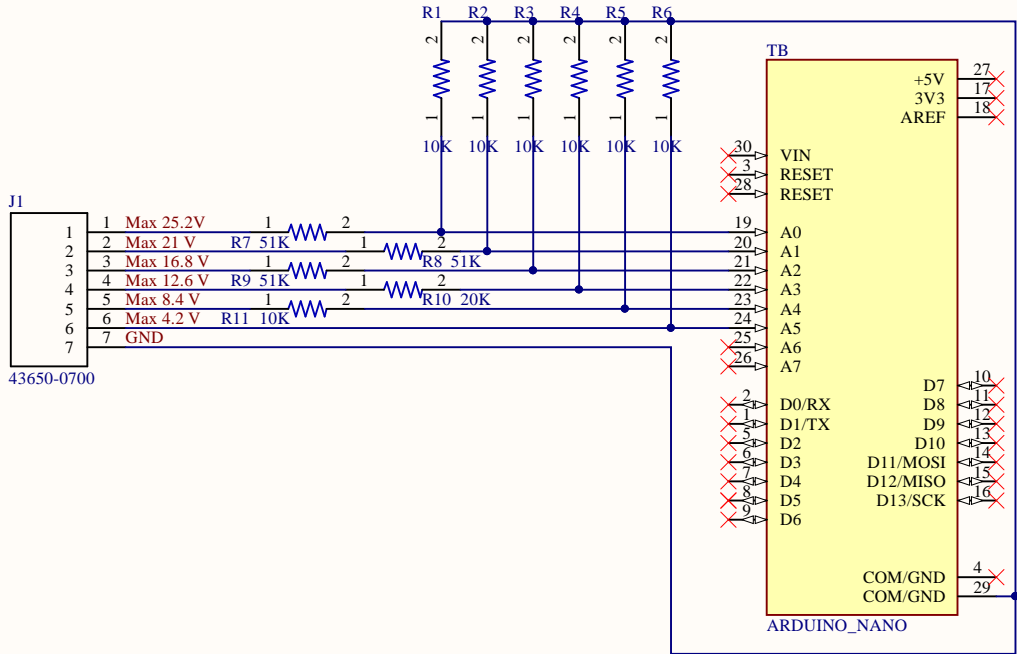 R1 R2 R3 R4 R5 R6
2 2 2 2 2 2
1 1 1 1 1 1
10K 10K 10K 10K 10K 10K
TB
+5V 27
3V3 17
AREF 18
30 VIN
3 RESET
28 RESET
J1
1 1 Max 25.2V 1 2 19 A0
R7 51K
2 2 Max 21 V 1 2 20 A1
R8 51K
3 3 Max 16.8 V 1 2 21 A2
R9 51K
4 4 Max 12.6 V 1 2 22 A3
R10 20K
5 5 Max 8.4 V 1 2 23 A4
R11 10K
6 6 Max 4.2 V 24 A5
7 7 GND 25 A6
26 A7
43650-0700
D7 10
2 D0/RX D8 11
1 D1/TX D9 12
5 D2 D10 13
6 D3 D11/MOSI 14
7 D4 D12/MISO 15
8 D5 D13/SCK 16
9 D6
COM/GND 4
COM/GND 29
ARDUINO_NANO